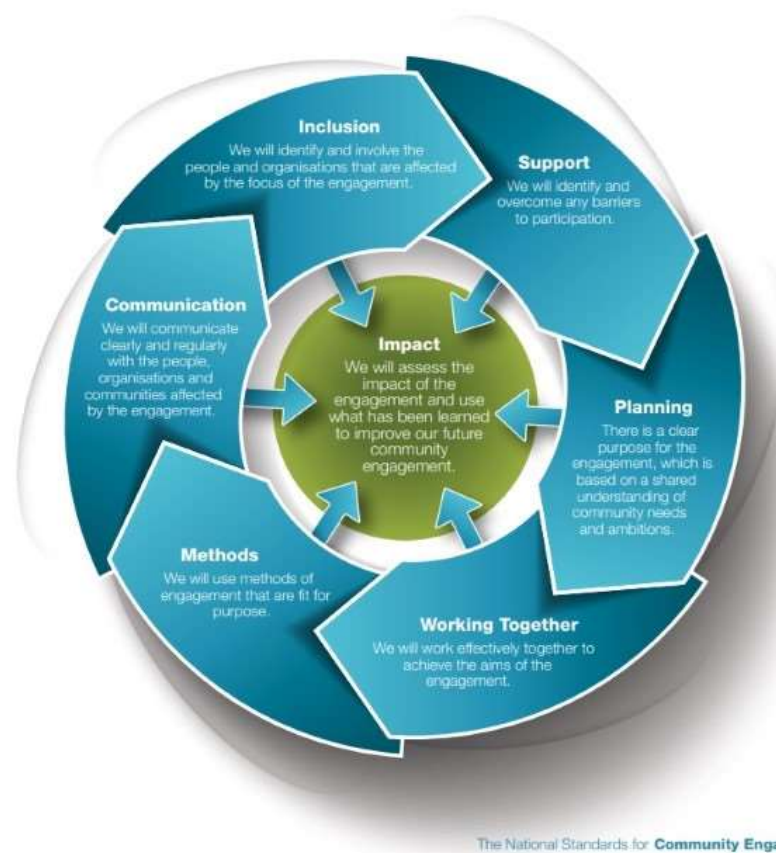 Inclusion
We will identify and involve the
people and organisations that are affected
by the focus of the engagement.
Support
We will identify and
overcome any barriers
to participation.
Planning
There is a clear
purpose for the
engagement, which is
based on a shared
understanding of
community needs
and ambitions.
Working Together
We will work effectively together to
achieve the aims of the
engagement.
Methods
We will use methods of
engagement that are fit for
purpose.
Communication
We will communicate
clearly and regularly
with the people,
organisations and
communities affected
by the engagement.
Impact
We will assess the
impact of the
engagement and use
what has been learned
to improve our future
community
engagement.
The National Standards for Community Enga